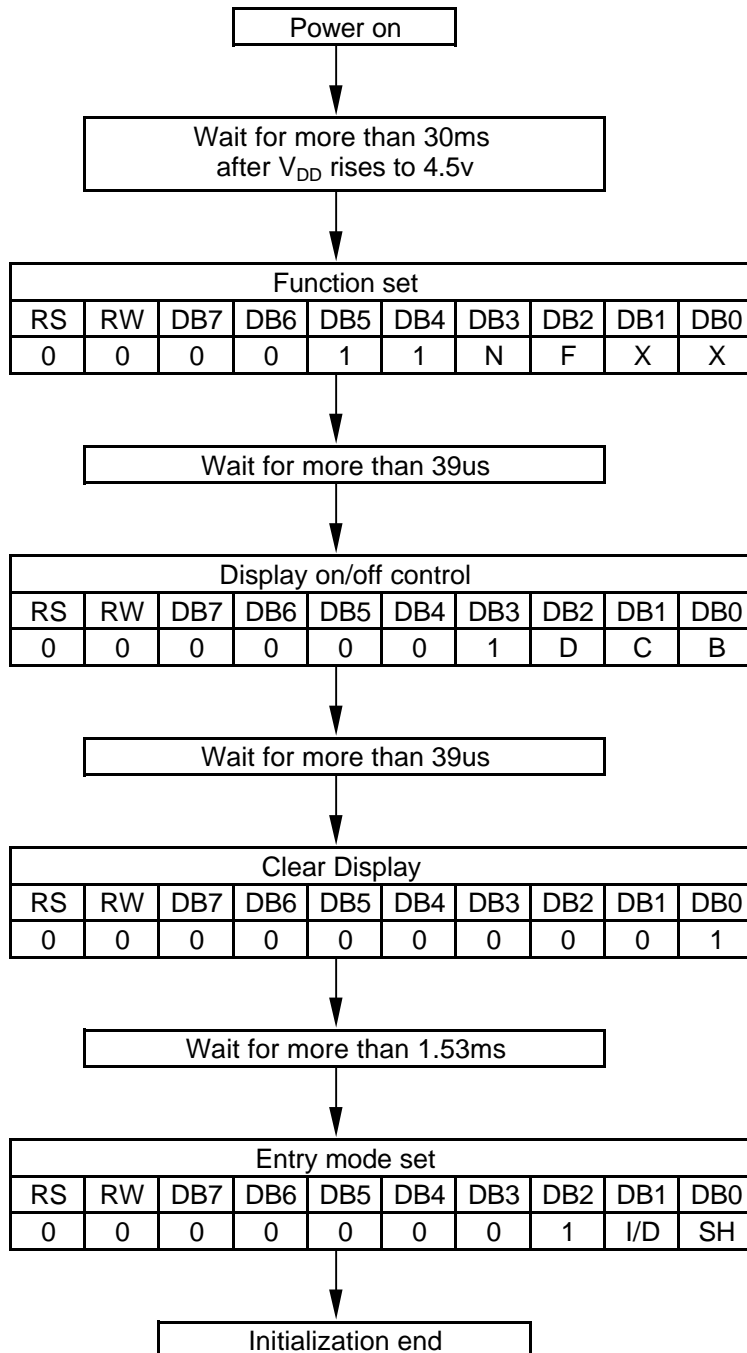 Power on
Wait for more than 30ms
after VDD rises to 4.5v
Function set
RS RW DB7 DB6 DB5 DB4 DB3 DB2 DB1 DB0
0 0 0 0 1 1 N F X X
Wait for more than 39us
Display on/off control
RS RW DB7 DB6 DB5 DB4 DB3 DB2 DB1 DB0
0 0 0 0 0 0 1 D C B
Wait for more than 39us
Clear Display
RS RW DB7 DB6 DB5 DB4 DB3 DB2 DB1 DB0
0 0 0 0 0 0 0 0 0 1
Wait for more than 1.53ms
Entry mode set
RS RW DB7 DB6 DB5 DB4 DB3 DB2 DB1 DB0
0 0 0 0 0 0 0 1 I/D SH
Initialization end